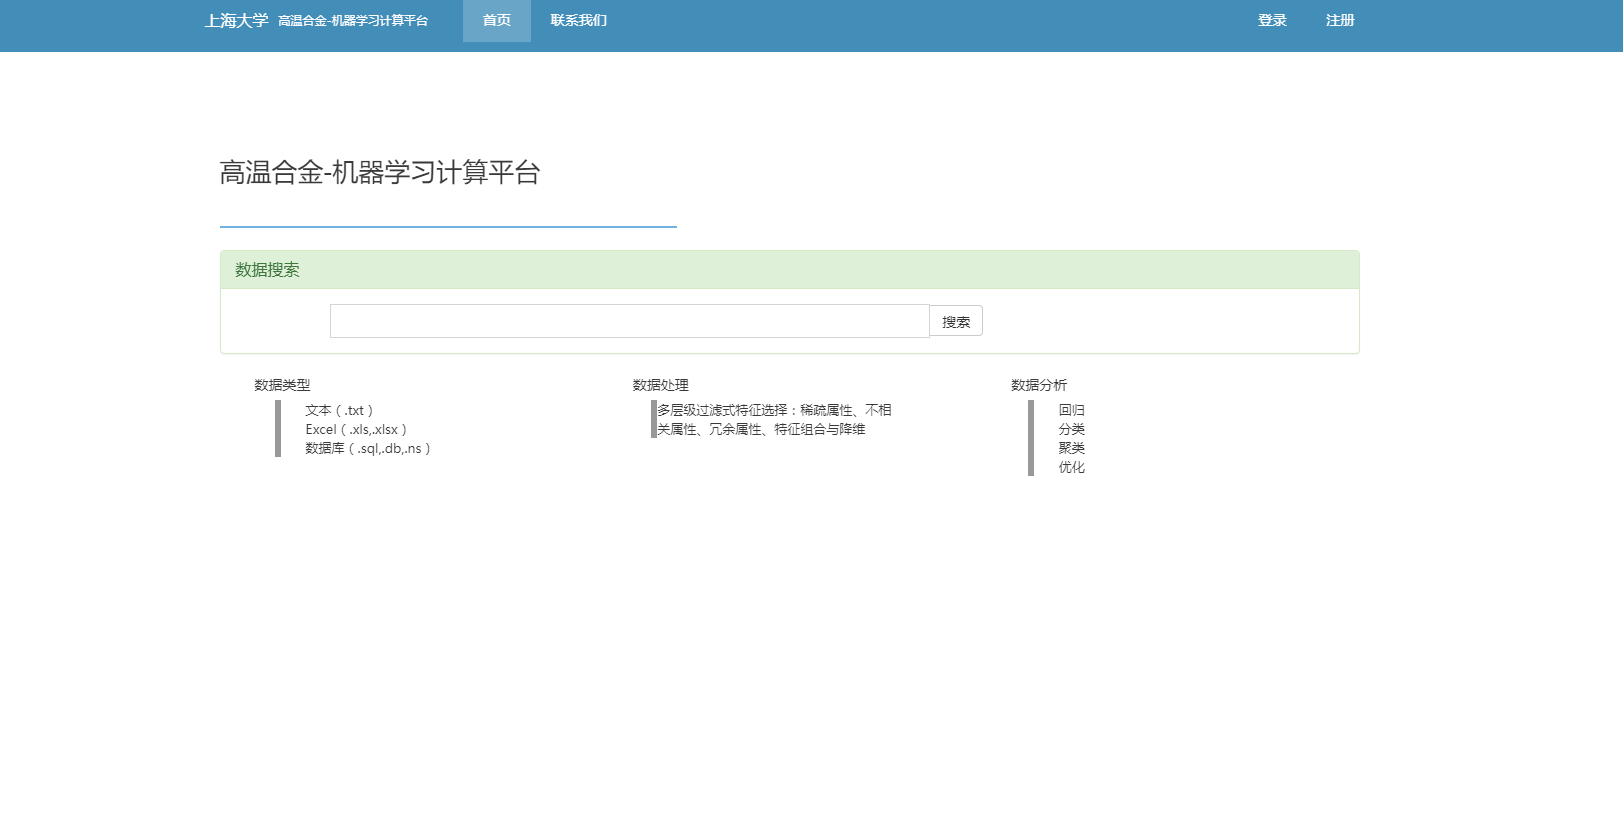 上海大学 高温合金-机器学习计算平台 首页 联系我们 登录 注册
高温合金-机器学习计算平台
数据搜索
搜索
数据类型
文本（.txt）
Excel（.xls,.xlsx）
数据库（.sql,.db,.ns）
数据处理
多层级过滤式特征选择：稀疏属性、不相
关属性、冗余属性、特征组合与降维
数据分析
回归
分类
聚类
优化